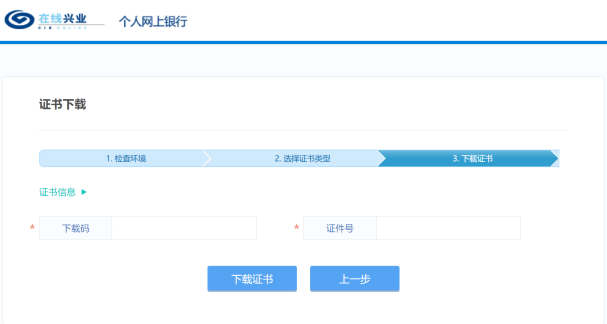 在线兴业 个人网上银行
证书下载
1. 检查环境 2. 选择证书类型 3. 下载证书
证书信息
* 下载码 * 证件号
下载证书 上一步